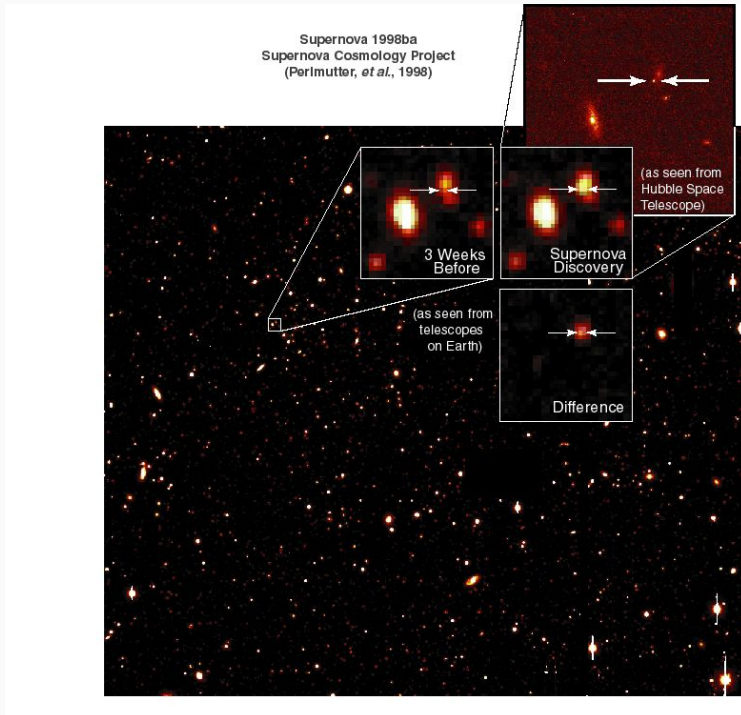 Supernova 1998ba
Supernova Cosmology Project
(Perlmutter, et al., 1998)
(as seen from
Hubble Space
Telescope)
3 Weeks
Before
Supernova
Discovery
(as seen from
telescopes
on Earth)
Difference